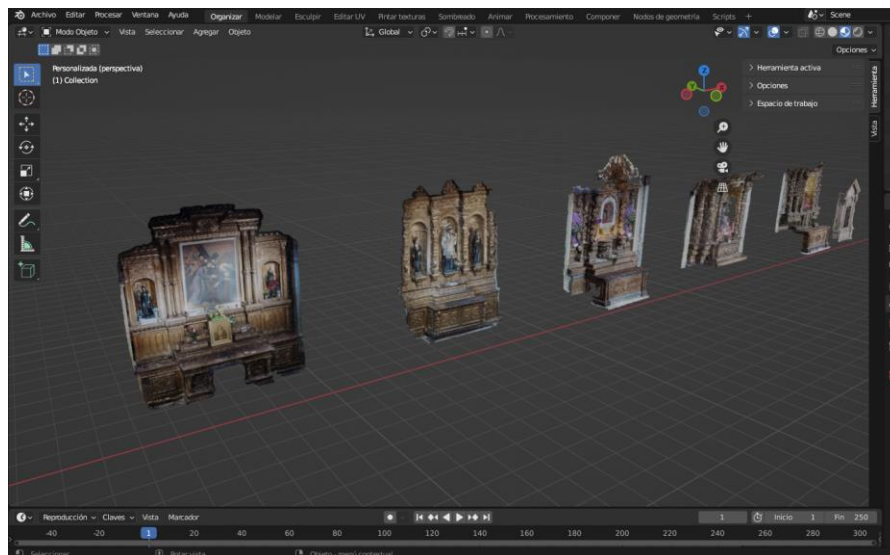 Archivo Editar Procesar Ventana Ayuda Organizar Modelar Esculpir Editar UV Pintar texturas Sombreado Animar Procesamiento Componer Nodos de geometría Scripts + Scene
Modo Objeto Vista Seleccionar Agregar Objeto Global
Opciones
Personalizada (perspectiva)
(1) Collection
Z
Herramienta activa
Opciones
Espacio de trabajo
Herramienta
Vista
Reproducción Claves Vista Marcador 1 Inicio 1 Fin 250
-40 -20 1 20 40 60 80 100 120 140 160 180 200 220 240 260 280 300
Seleccionar Rotar vista Objeto - menú contextual